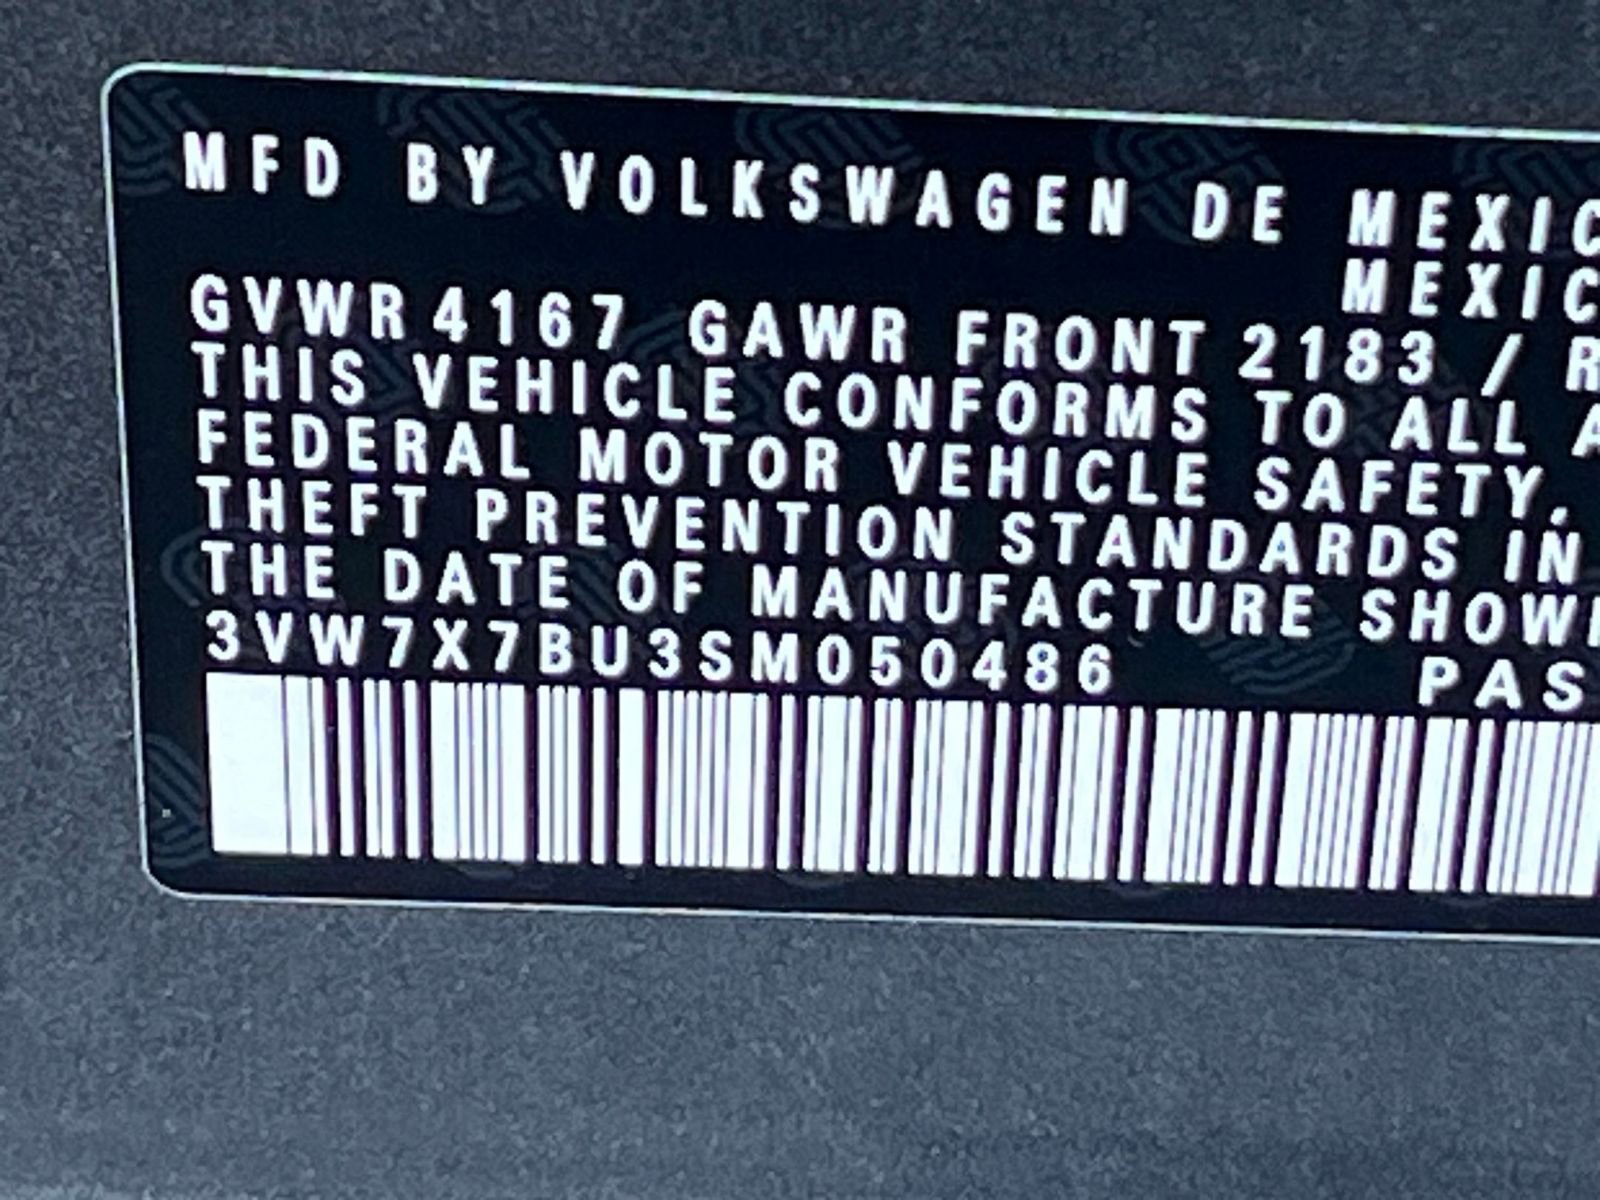 MFD BY VOLKSWAGEN DE MEXIC
MEXIC
GVWR 4167 GAWR FRONT 2183 / R
THIS VEHICLE CONFORMS TO ALL A
FEDERAL MOTOR VEHICLE SAFETY,
THEFT PREVENTION STANDARDS IN
THE DATE OF MANUFACTURE SHOW
3VW7X7BU3SM050486 PAS